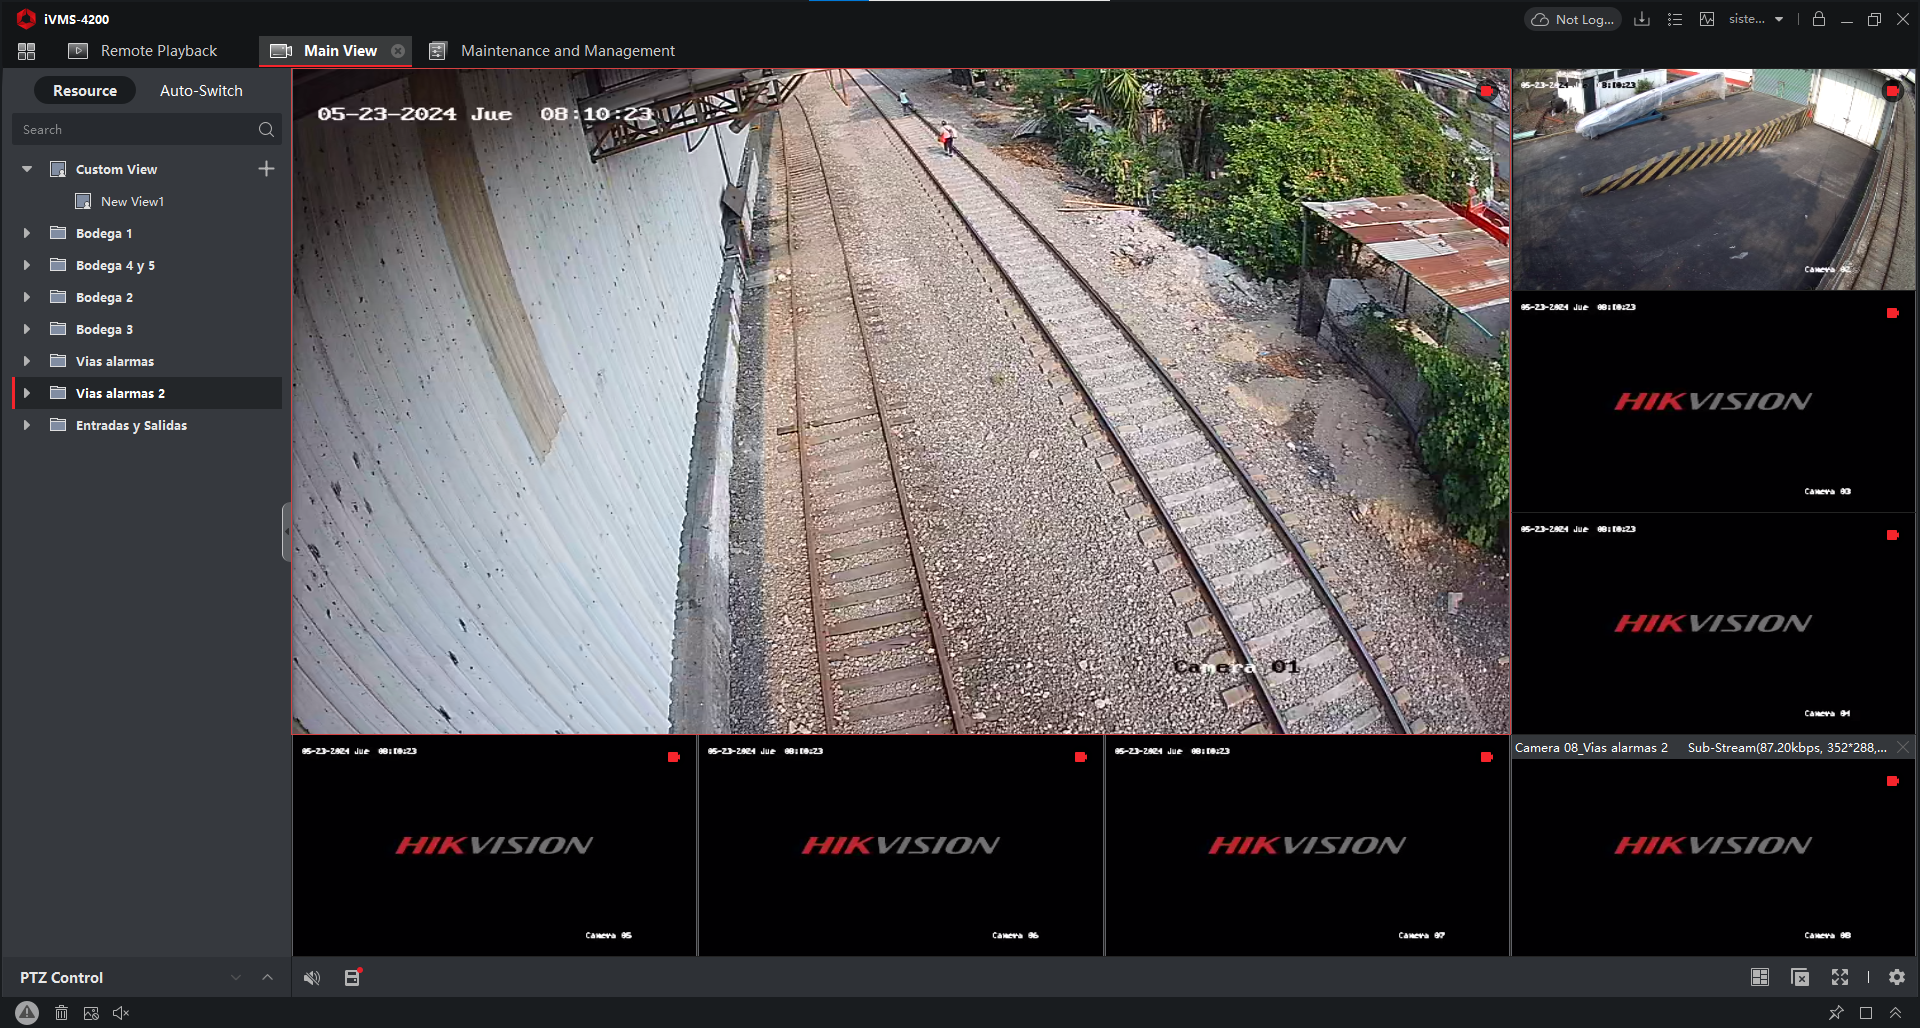 iVMS-4200
Not Log...
siste...
Remote Playback
Main View
Maintenance and Management
Resource
Auto-Switch
Search
Custom View
New View1
Bodega 1
Bodega 4 y 5
Bodega 2
Bodega 3
Vias alarmas
Vias alarmas 2
Entradas y Salidas
PTZ Control
05-23-2024 Jue 08:10:23
Camera 01
05-23-2024 Jue 08:10:23
Camera 02
05-23-2024 Jue 08:10:23
HIKVISION
Camera 03
05-23-2024 Jue 08:10:23
HIKVISION
Camera 04
05-23-2024 Jue 08:10:23
HIKVISION
Camera 05
05-23-2024 Jue 08:10:23
HIKVISION
Camera 06
05-23-2024 Jue 08:10:23
HIKVISION
Camera 07
Camera 08_Vias alarmas 2 Sub-Stream(87.20kbps, 352*288,...
HIKVISION
Camera 08